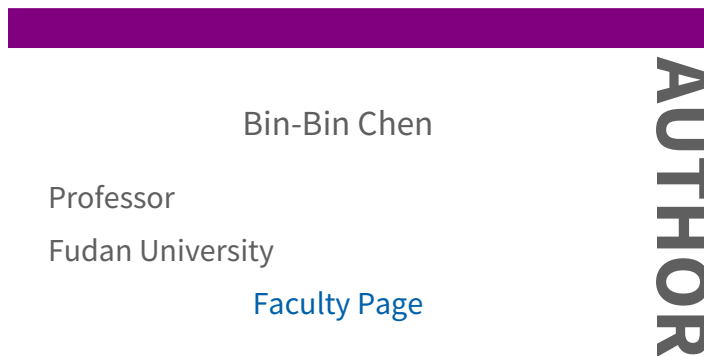 Bin-Bin Chen
Professor
Fudan University
Faculty Page
AUTHOR